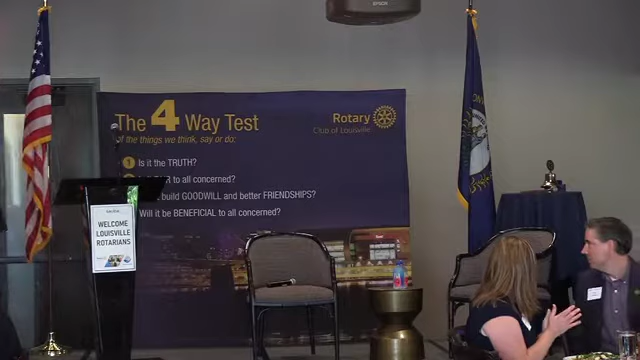 EPSON
The 4 Way Test
of the things we think, say or do:
Rotary
Club of Louisville
1 Is it the TRUTH?
to all concerned?
build GOODWILL and better FRIENDSHIPS?
Will it be BENEFICIAL to all concerned?
WELCOME
LOUISVILLE
ROTARIANS